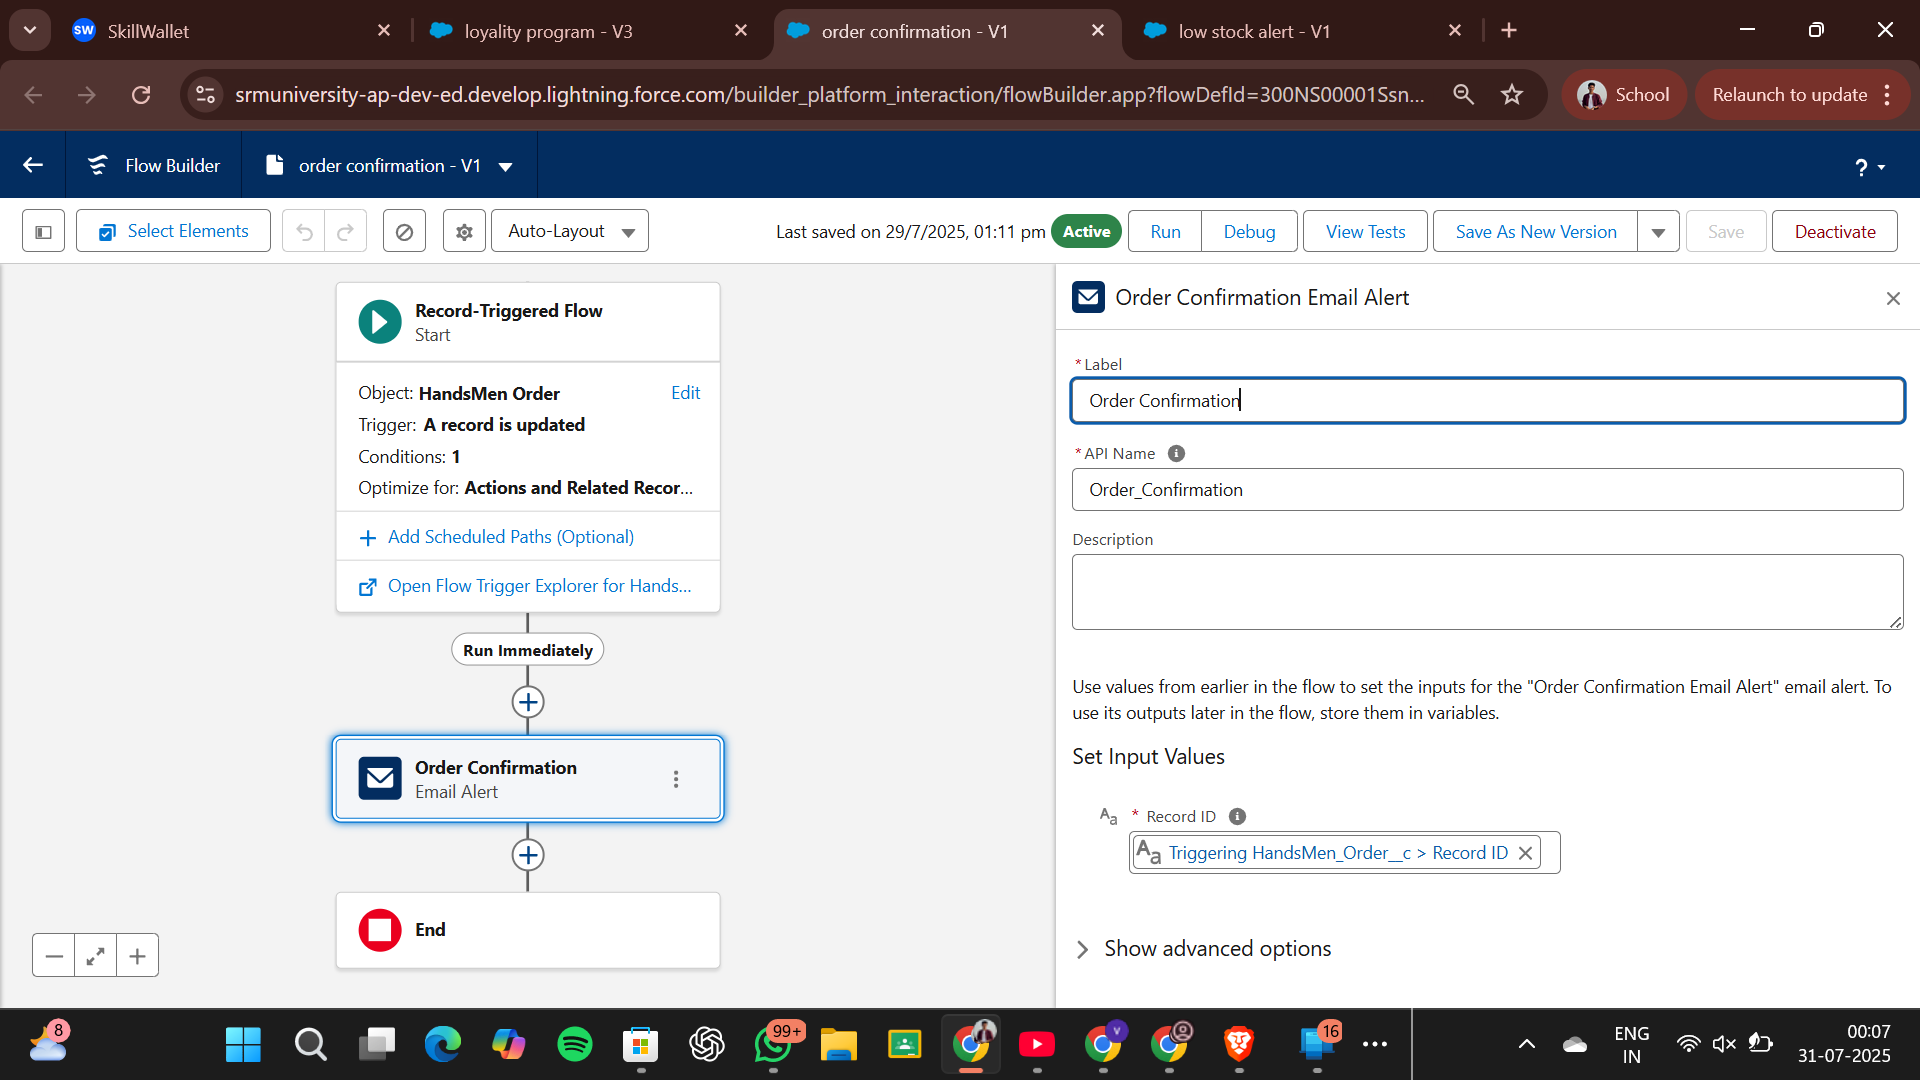 SW SkillWallet
loyality program - V3
order confirmation - V1
low stock alert - V1
srmuniversity-ap-dev-ed.develop.lightning.force.com/builder_platform_interaction/flowBuilder.app?flowDefId=300NS00001Ssn...
School
Relaunch to update
Flow Builder
order confirmation - V1
?
Select Elements
Auto-Layout
Last saved on 29/7/2025, 01:11 pm
Active
Run
Debug
View Tests
Save As New Version
Save
Deactivate
Record-Triggered Flow
Start
Object: HandsMen Order
Edit
Trigger: A record is updated
Conditions: 1
Optimize for: Actions and Related Recor...
Add Scheduled Paths (Optional)
Open Flow Trigger Explorer for Hands...
Run Immediately
Order Confirmation
Email Alert
End
Order Confirmation Email Alert
* Label
Order Confirmation
* API Name
Order_Confirmation
Description
Use values from earlier in the flow to set the inputs for the "Order Confirmation Email Alert" email alert. To
use its outputs later in the flow, store them in variables.
Set Input Values
Aa * Record ID
Aa Triggering HandsMen_Order__c > Record ID
Show advanced options
8
99+
V
16
ENG
IN
00:07
31-07-2025